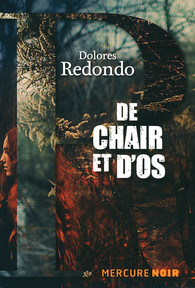 Dolores
Redondo
DE
CHAIR
ET D'OS
MERCURE NOIR